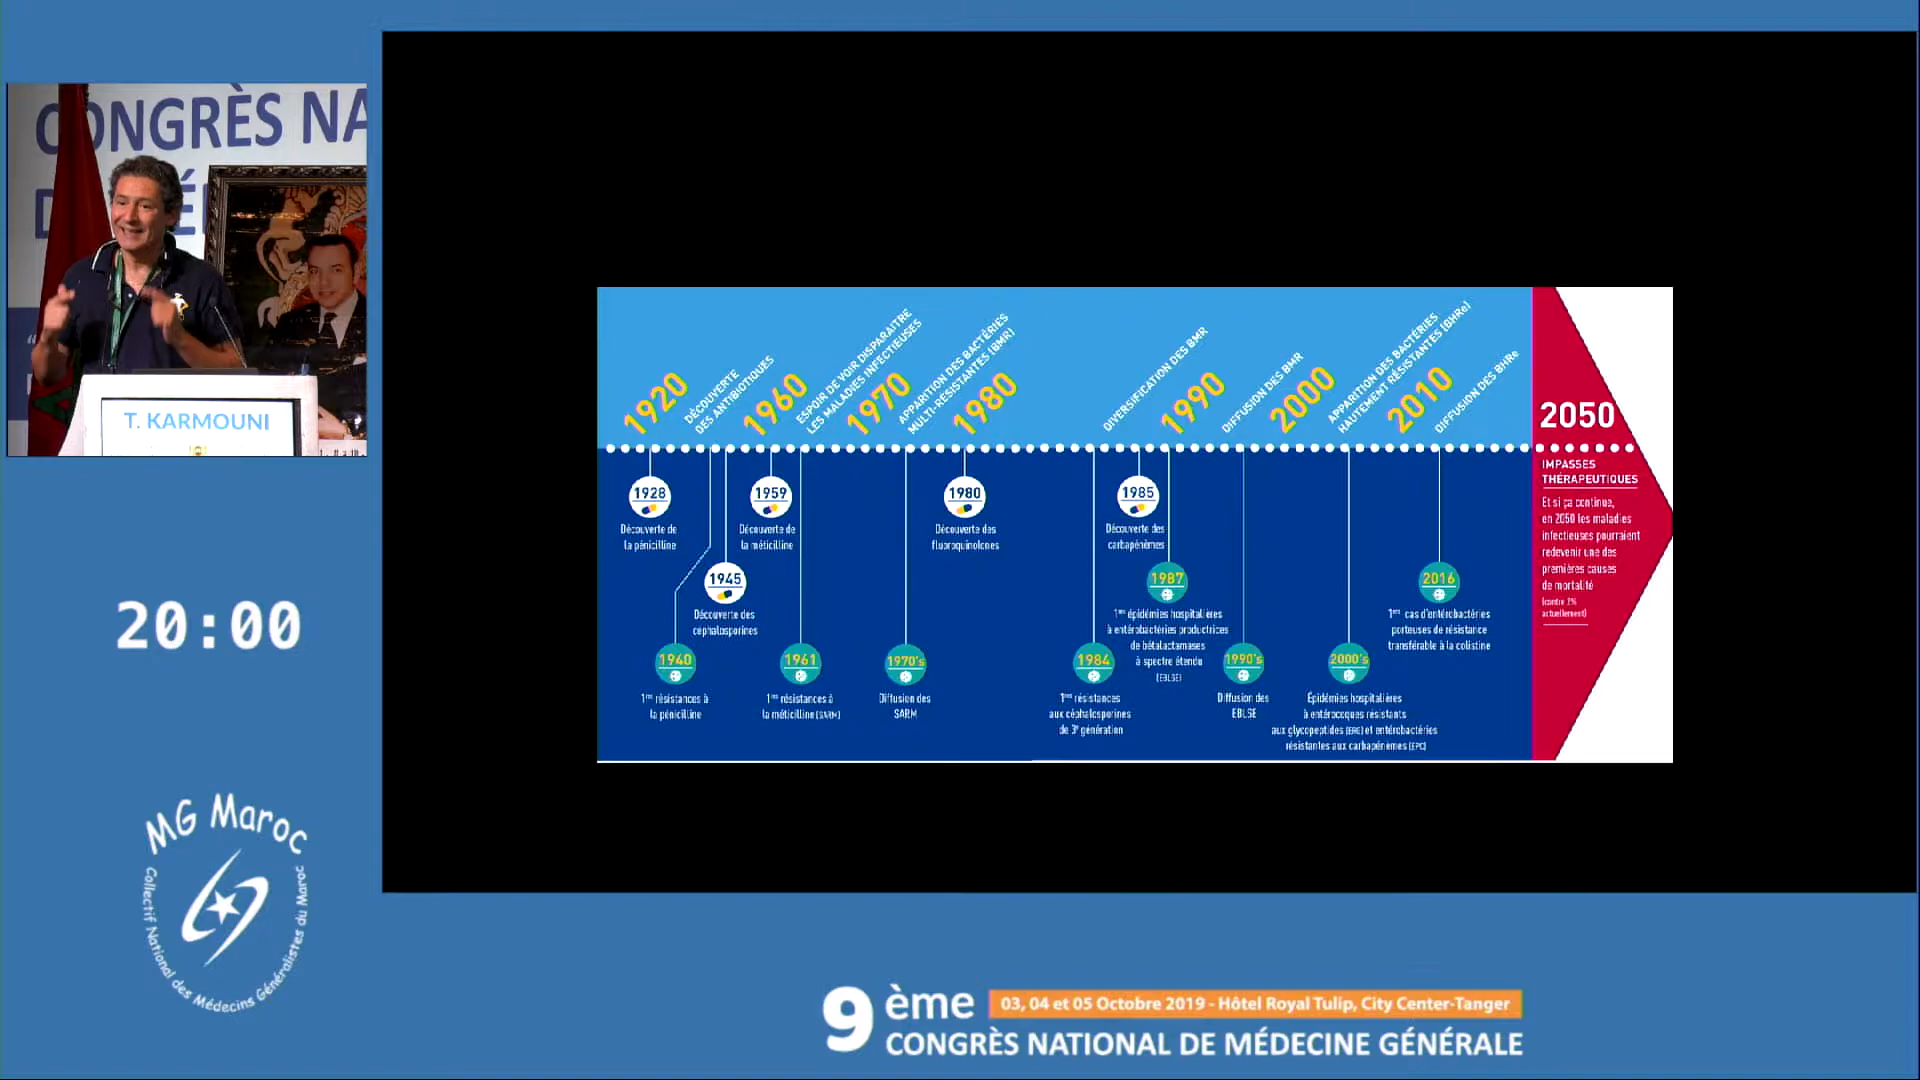 CONGRÈS NA
T. KARMOUNI
20:00
MG Maroc
Collectif National des Médecins Généralistes du Maroc
1920
DÉCOUVERTE
DES ANTIBIOTIQUES
1960
ESPOIR DE VOIR DISPARAITRE
LES MALADIES INFECTIEUSES
1970
APPARITION DES BACTÉRIES
MULTI-RÉSISTANTES (BMR)
1980
DIVERSIFICATION DES BMR
1990
DIFFUSION DES BMR
2000
APPARITION DES BACTÉRIES
HAUTEMENT RÉSISTANTES (BHRe)
2010
DIFFUSION DES BHRe
2050
IMPASSES
THÉRAPEUTIQUES
Et si ça continue,
en 2050 les maladies
infectieuses pourraient
redevenir une des
premières causes
de mortalité
(contre 2%
actuellement)
1928
Découverte de
la pénicilline
1959
Découverte de
la méticilline
1980
Découverte des
fluoroquinolones
1985
Découverte des
carbapénèmes
1945
Découverte des
céphalosporines
1987
1ères épidémies hospitalières
à entérobactéries productrices
de bétalactamases
à spectre étendu
(EBLSE)
2016
1ers cas d'entérobactéries
porteuses de résistance
transférable à la colistine
1940
1res résistances à
la pénicilline
1961
1res résistances à
la méticilline (SARM)
1970's
Diffusion des
SARM
1984
1res résistances
aux céphalosporines
de 3e génération
1990's
Diffusion des
EBLSE
2000's
Épidémies hospitalières
à entérocoques résistants
aux glycopeptides (ERG) et entérobactéries
résistantes aux carbapénèmes (EPC)
9ème
03, 04 et 05 Octobre 2019 - Hôtel Royal Tulip, City Center-Tanger
CONGRÈS NATIONAL DE MÉDECINE GÉNÉRALE